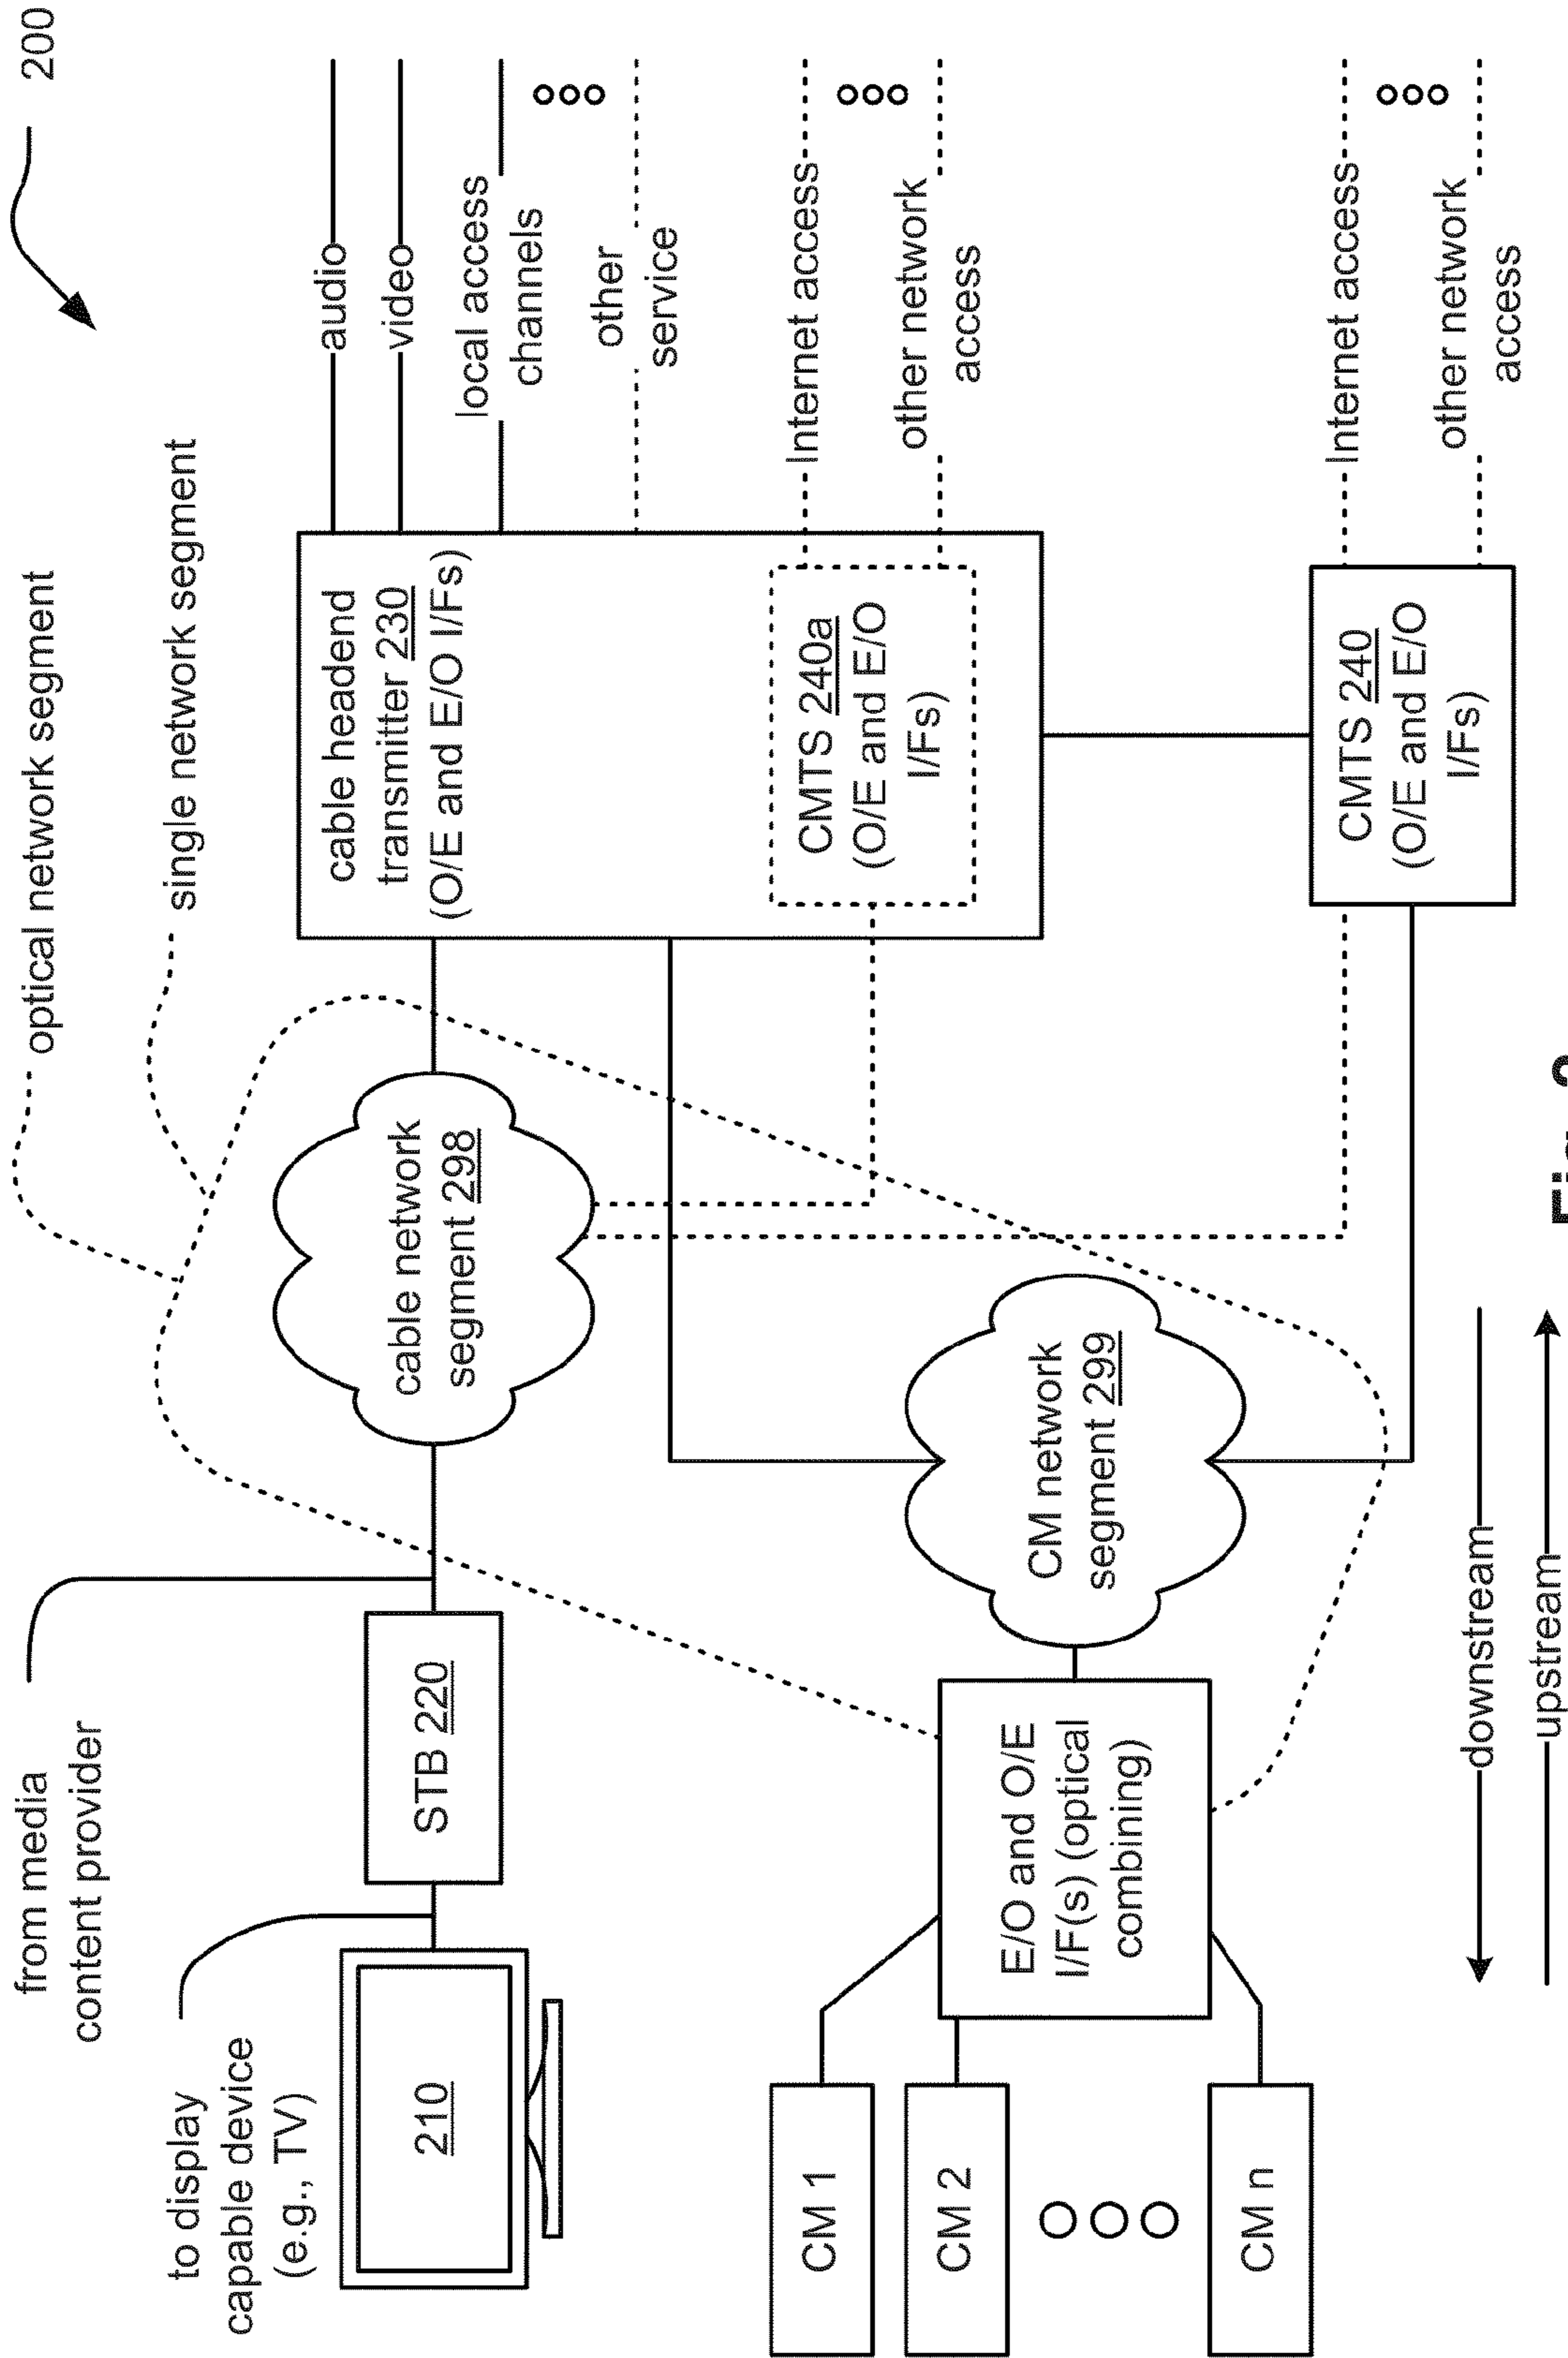 200
optical network segment
single network segment
from media
content provider
to display
capable device
(e.g., TV)
210
STB 220
cable network
segment 298
cable headend
transmitter 230
(O/E and E/O I/Fs)
audio
video
local access
channels
other
service
CMTS 240a
(O/E and E/O
I/Fs)
Internet access
other network
access
CM 1
CM 2
CM n
E/O and O/E
I/F(s) (optical
combining)
CM network
segment 299
CMTS 240
(O/E and E/O
I/Fs)
Internet access
other network
access
downstream
upstream